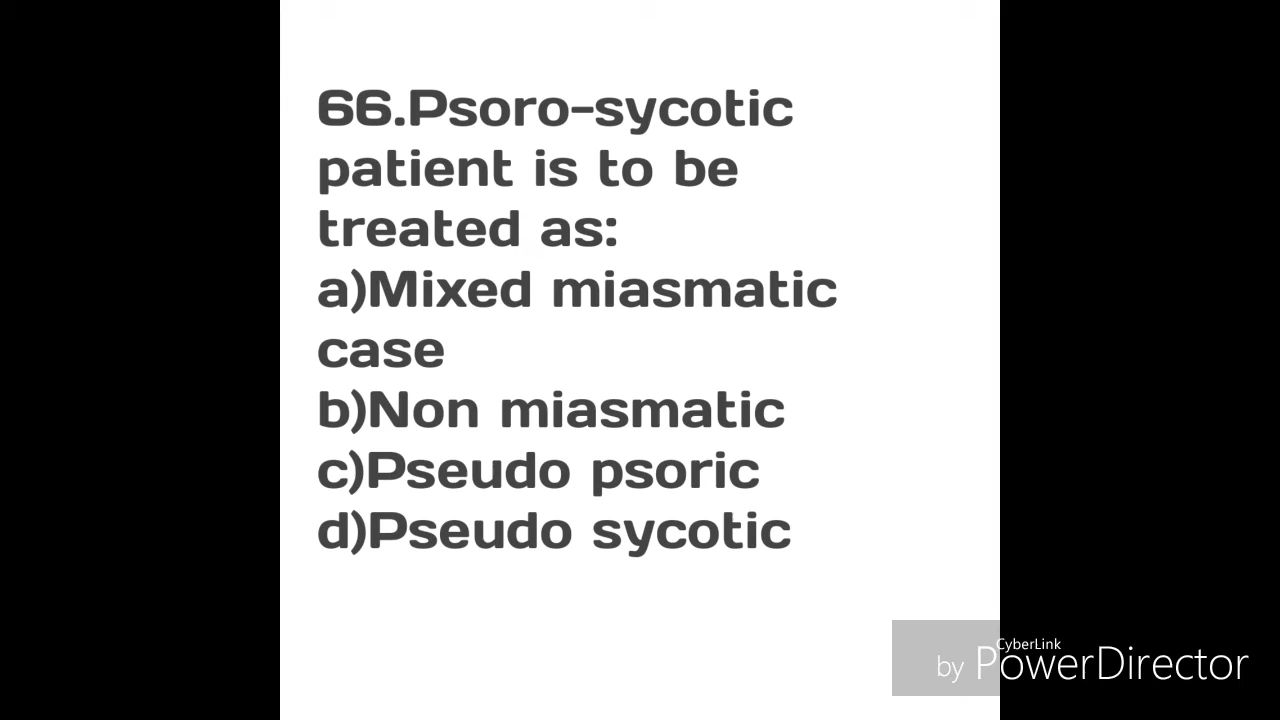 66.Psoro-sycotic
patient is to be
treated as:
a)Mixed miasmatic
case
b)Non miasmatic
c)Pseudo psoric
d)Pseudo sycotic
CyberLink
by PowerDirector